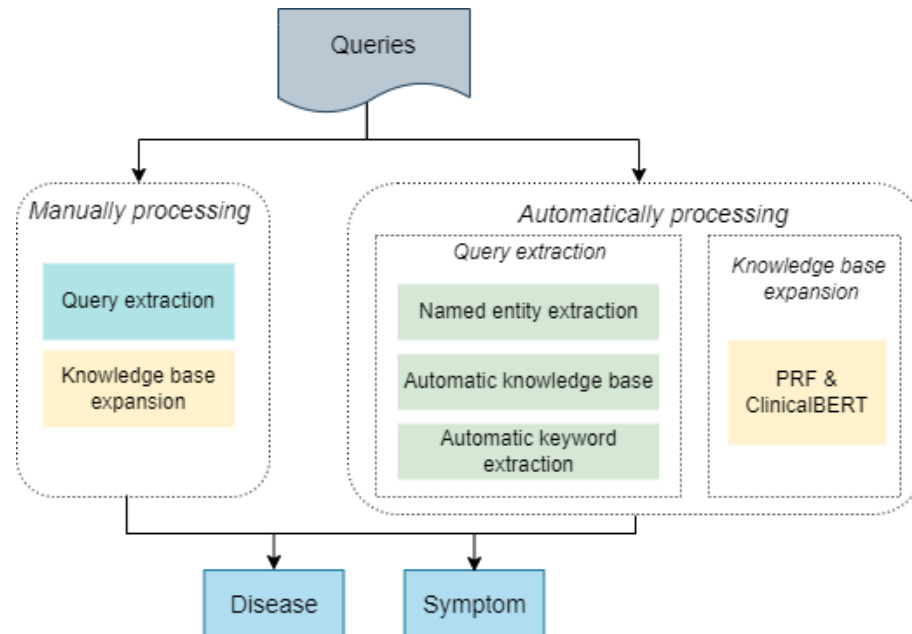 Queries
Manually processing
Query extraction
Knowledge base
expansion
Automatically processing
Query extraction
Named entity extraction
Automatic knowledge base
Automatic keyword
extraction
Knowledge base
expansion
PRF &
ClinicalBERT
Disease
Symptom